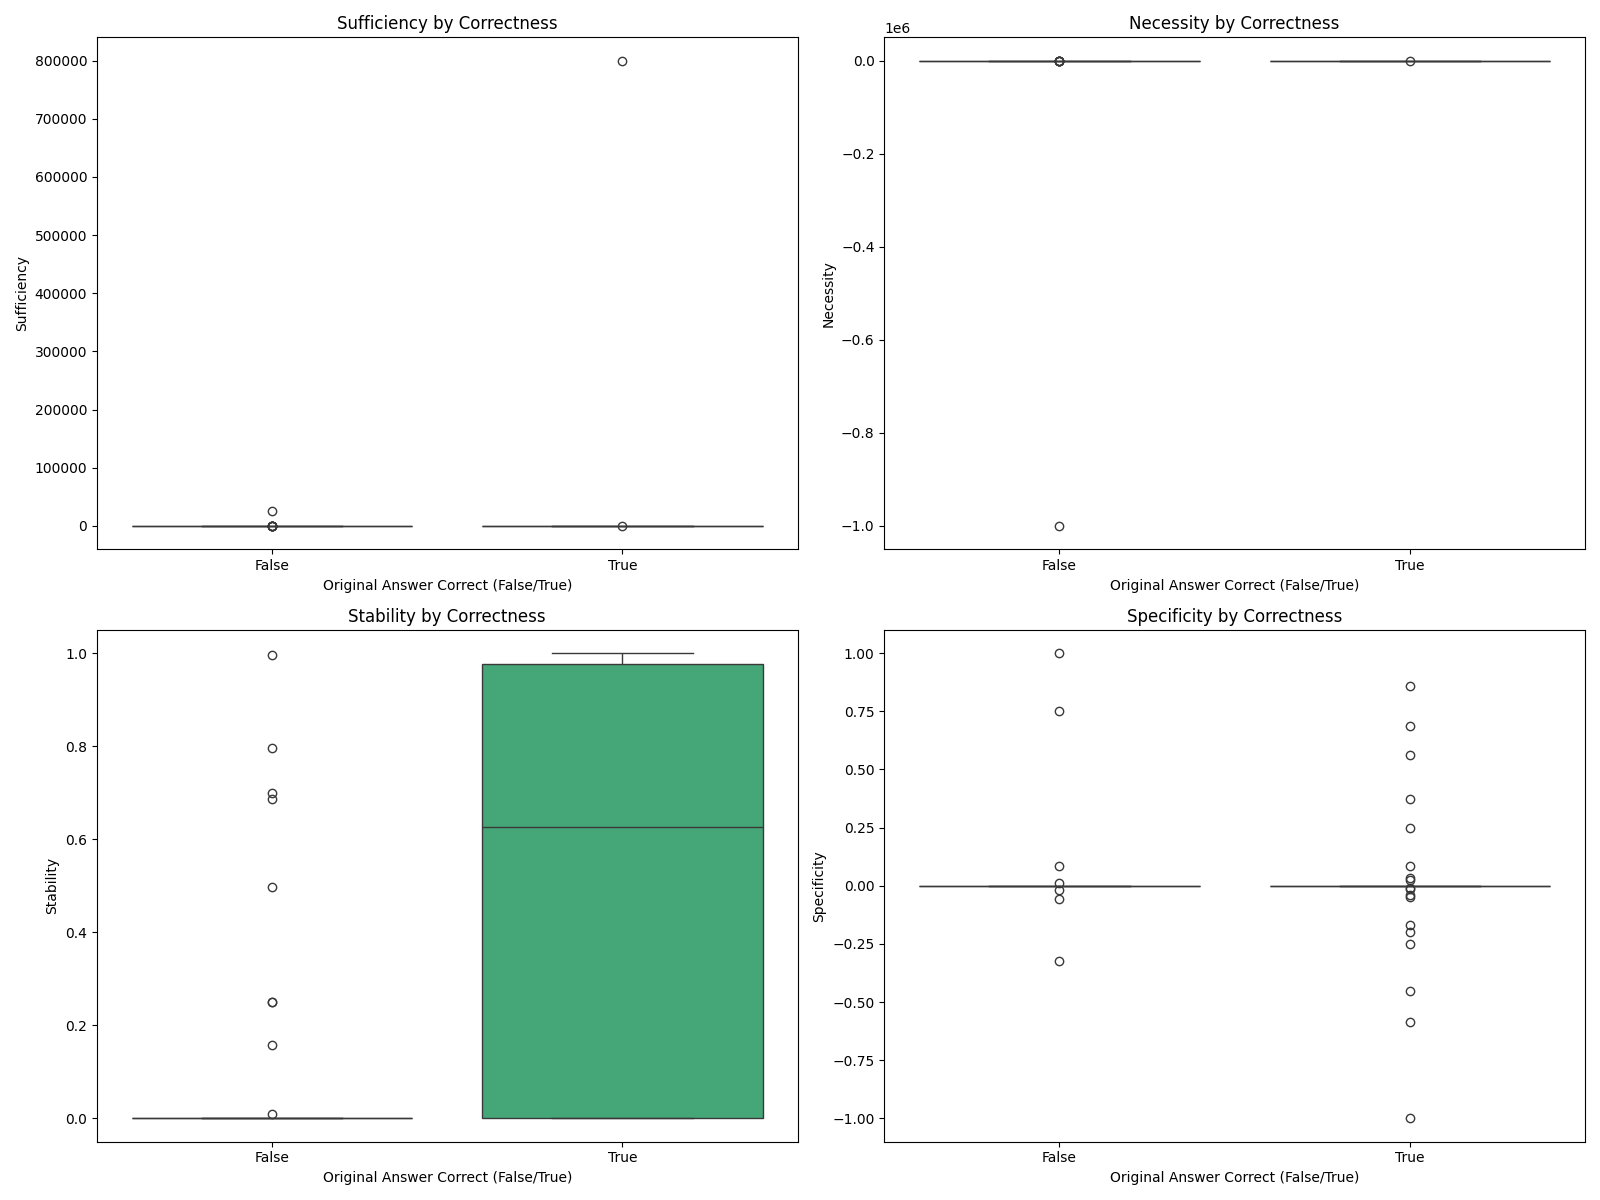 Sufficiency by Correctness
800000
700000
600000
500000
400000
300000
200000
100000
0
Sufficiency
False
True
Original Answer Correct (False/True)
Necessity by Correctness
1e6
0.0
−0.2
−0.4
−0.6
−0.8
−1.0
Necessity
False
True
Original Answer Correct (False/True)
Stability by Correctness
1.0
0.8
0.6
0.4
0.2
0.0
Stability
False
True
Original Answer Correct (False/True)
Specificity by Correctness
1.00
0.75
0.50
0.25
0.00
−0.25
−0.50
−0.75
−1.00
Specificity
False
True
Original Answer Correct (False/True)